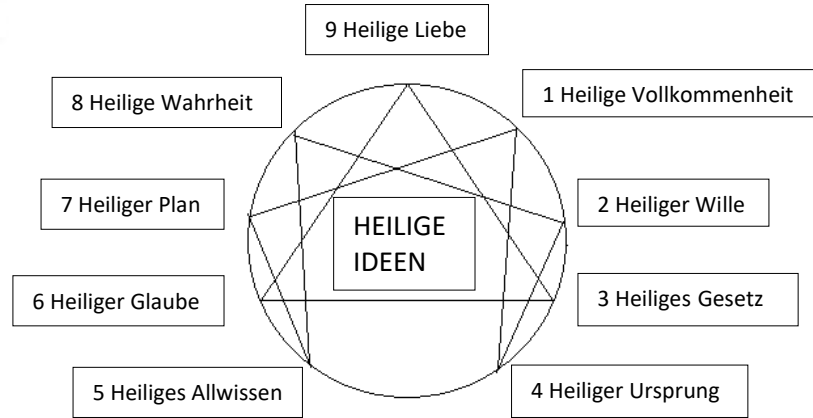 9 Heilige Liebe
8 Heilige Wahrheit
1 Heilige Vollkommenheit
7 Heiliger Plan
2 Heiliger Wille
HEILIGE
IDEEN
6 Heiliger Glaube
3 Heiliges Gesetz
5 Heiliges Allwissen
4 Heiliger Ursprung